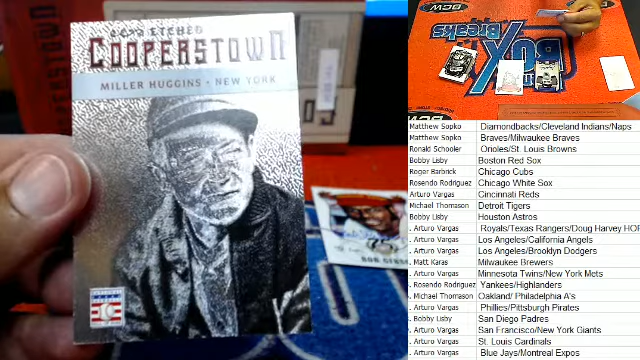 ACID ETCHED
COOPERSTOWN
MILLER HUGGINS • NEW YORK
BCW
Box
Breaks
Matthew Sopko Diamondbacks/Cleveland Indians/Naps
Matthew Sopko Braves/Milwaukee Braves
Ronald Schooler Orioles/St. Louis Browns
Bobby Lisby Boston Red Sox
Roger Barbrick Chicago Cubs
Rosendo Rodriguez Chicago White Sox
Arturo Vargas Cincinnati Reds
Michael Thomason Detroit Tigers
Bobby Lisby Houston Astros
. Arturo Vargas Royals/Texas Rangers/Doug Harvey HOF
. Arturo Vargas Los Angeles/California Angels
. Arturo Vargas Los Angeles/Brooklyn Dodgers
. Matt Karas Milwaukee Brewers
. Arturo Vargas Minnesota Twins/New York Mets
. Rosendo Rodriguez Yankees/Highlanders
. Michael Thomason Oakland/ Philadelphia A's
. Arturo Vargas Phillies/Pittsburgh Pirates
. Bobby Lisby San Diego Padres
. Arturo Vargas San Francisco/New York Giants
. Arturo Vargas St. Louis Cardinals
. Arturo Vargas Blue Jays/Montreal Expos